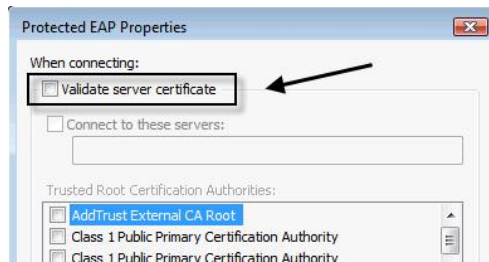 Protected EAP Properties
When connecting:
Validate server certificate
Connect to these servers:
Trusted Root Certification Authorities:
AddTrust External CA Root
Class 1 Public Primary Certification Authority
Class 1 Public Primary Certification Authority